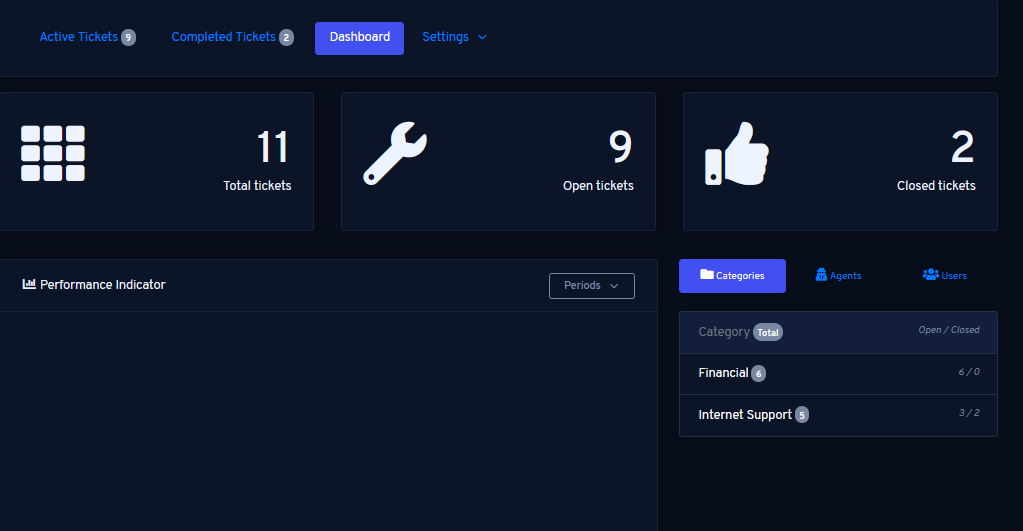 Active Tickets 9 Completed Tickets 2 Dashboard Settings
11
Total tickets
9
Open tickets
2
Closed tickets
Performance Indicator Periods
Categories Agents Users
Category Total Open / Closed
Financial 6 6 / 0
Internet Support 5 3 / 2